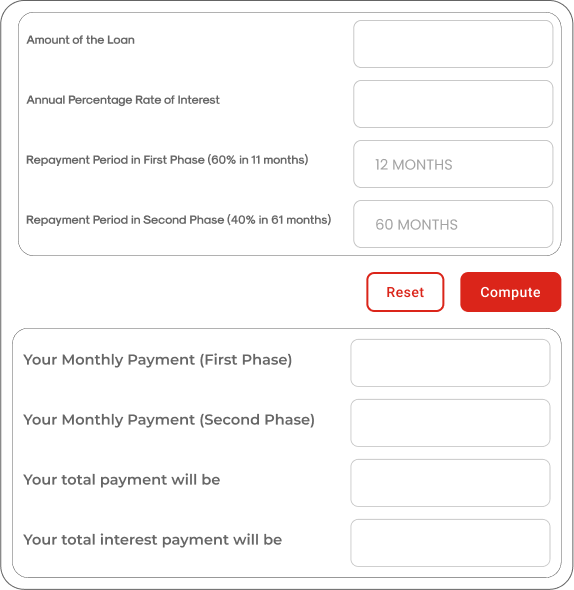 Amount of the Loan
Annual Percentage Rate of Interest
Repayment Period in First Phase (60% in 11 months)
12 MONTHS
Repayment Period in Second Phase (40% in 61 months)
60 MONTHS
Reset
Compute
Your Monthly Payment (First Phase)
Your Monthly Payment (Second Phase)
Your total payment will be
Your total interest payment will be